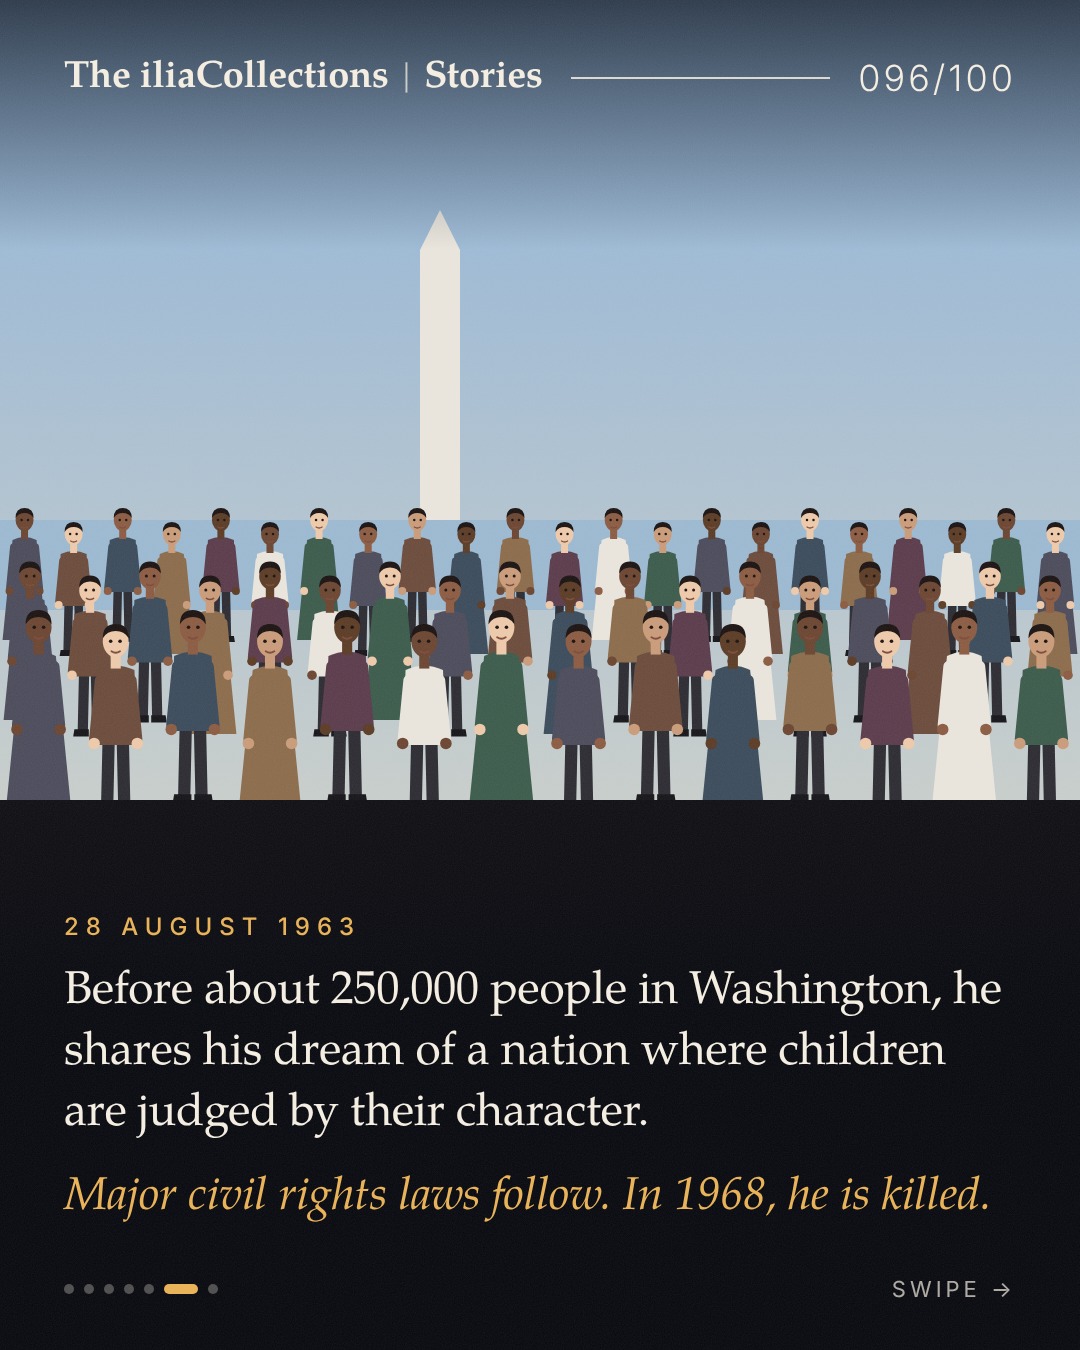 The iliaCollections | Stories 096/100
28 AUGUST 1963
Before about 250,000 people in Washington, he
shares his dream of a nation where children
are judged by their character.
Major civil rights laws follow. In 1968, he is killed.
SWIPE →